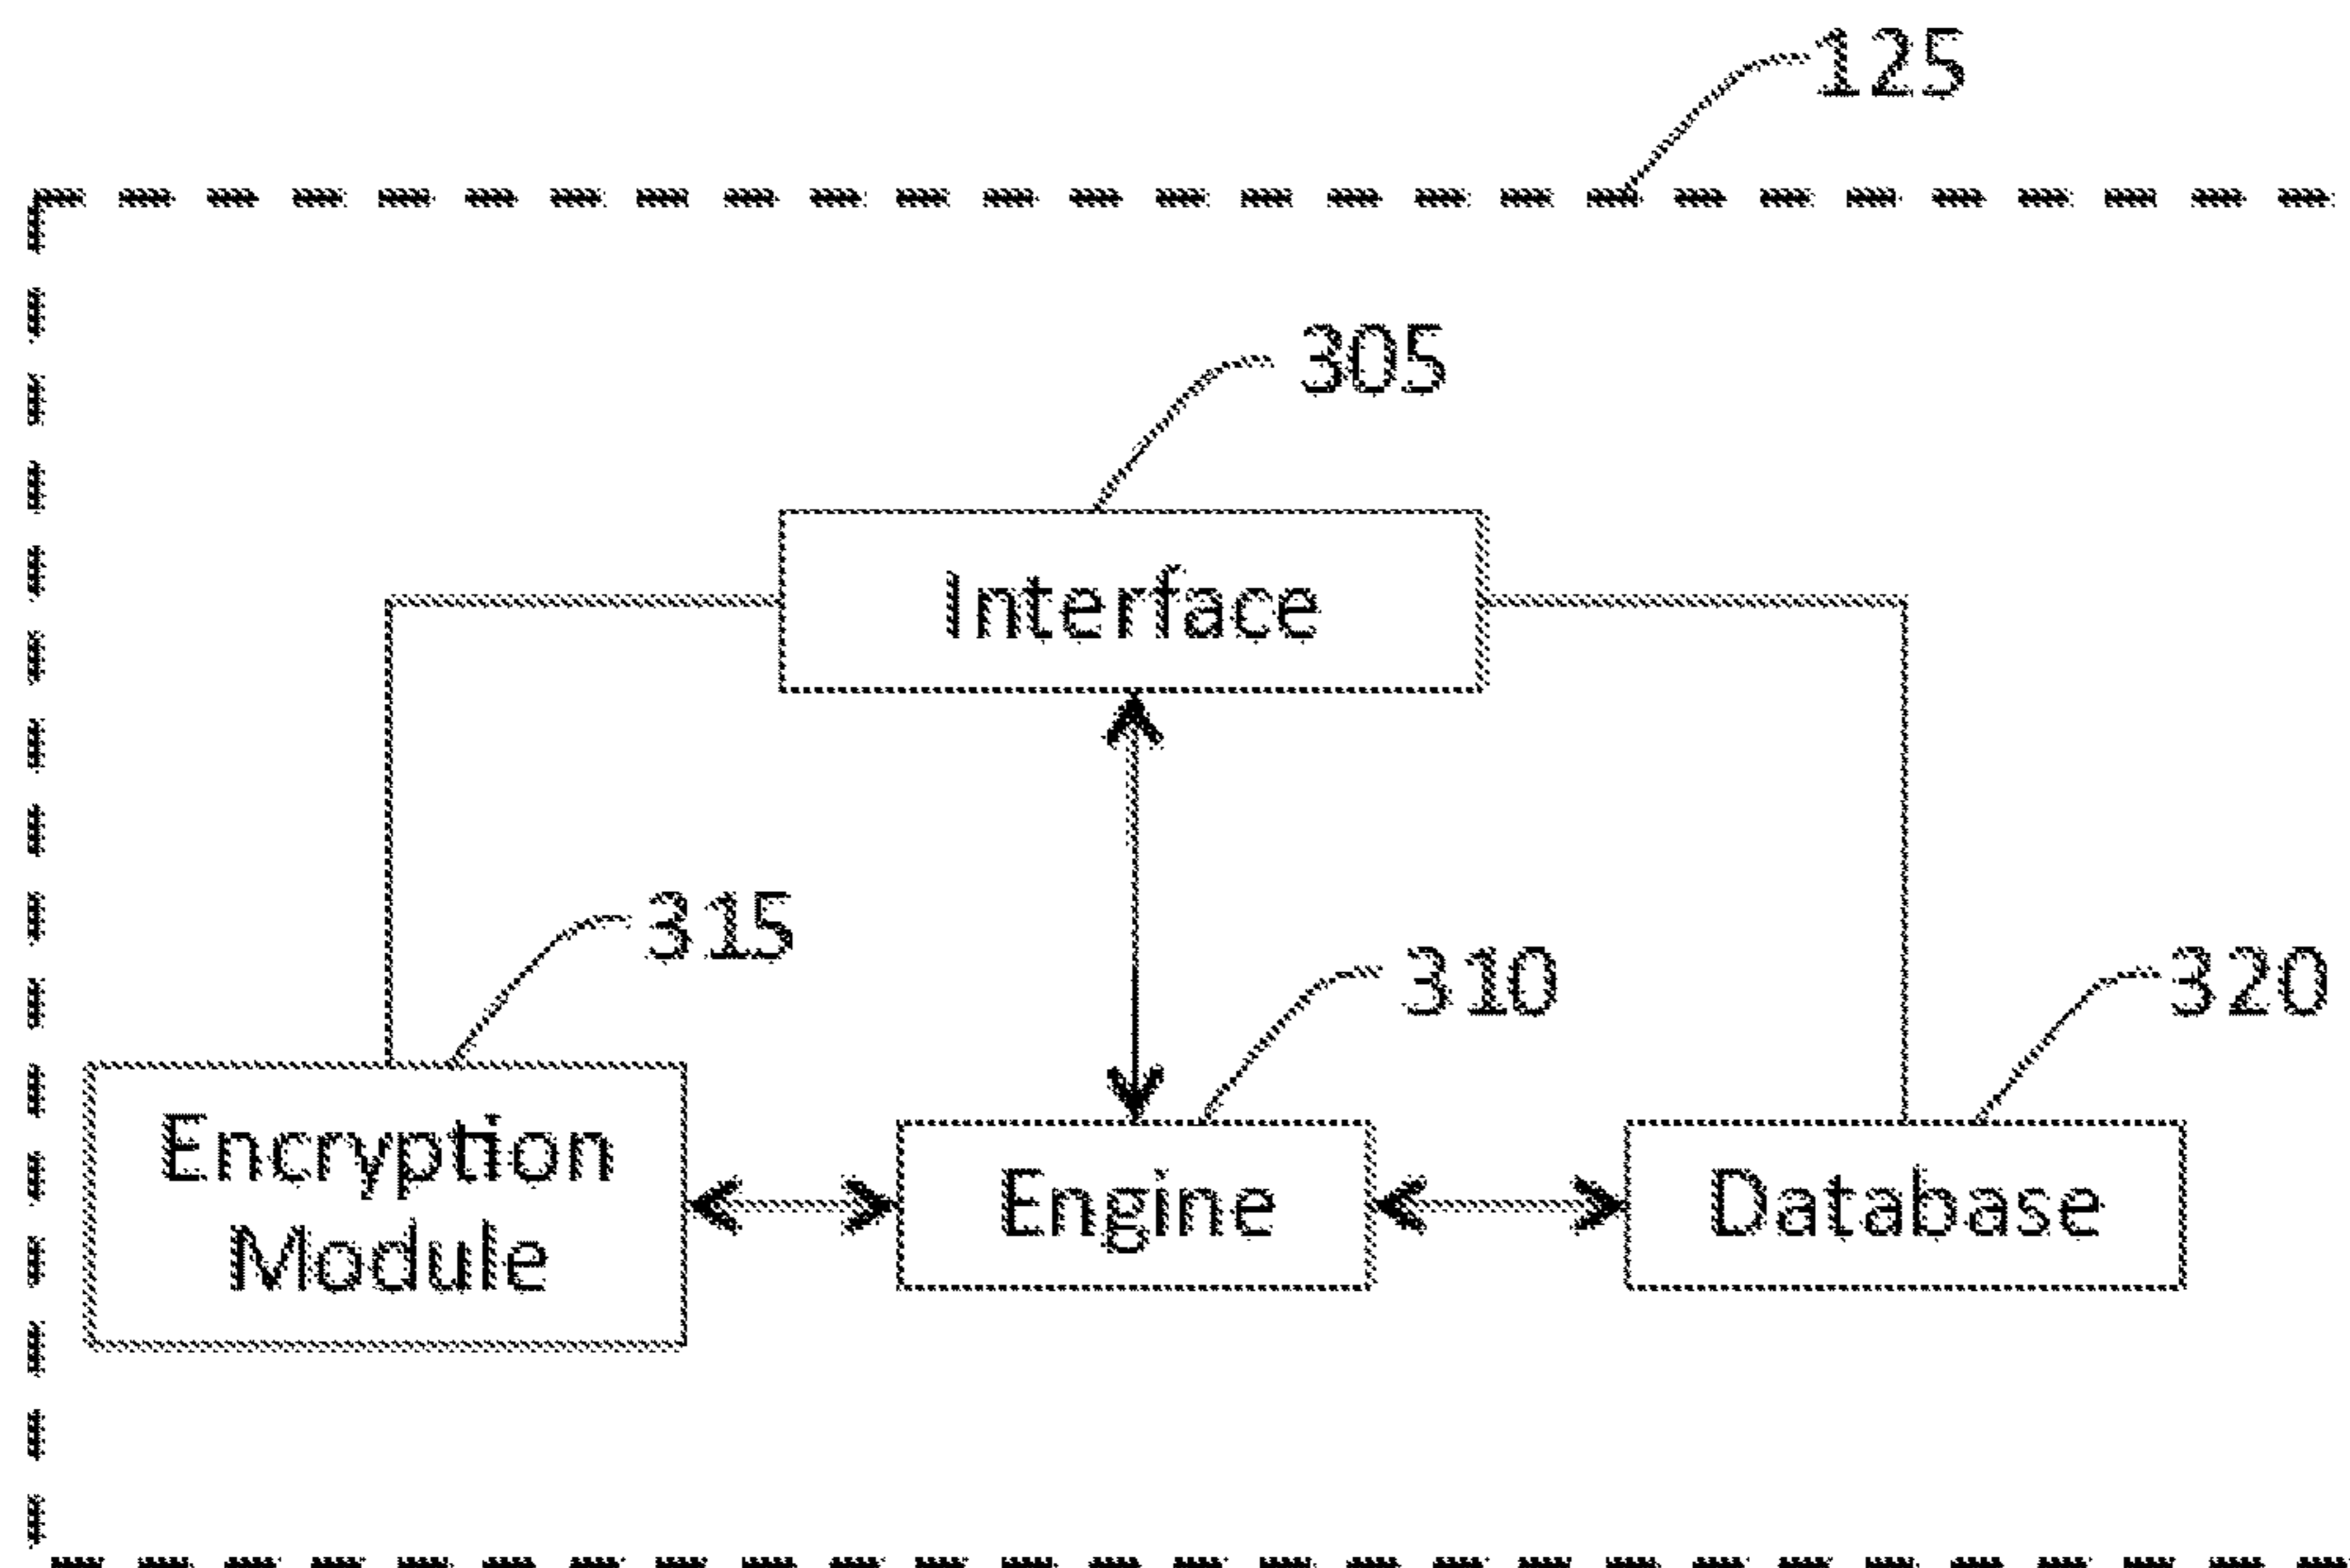 125
305
Interface
315
310
320
Encryption
Module
Engine
Database